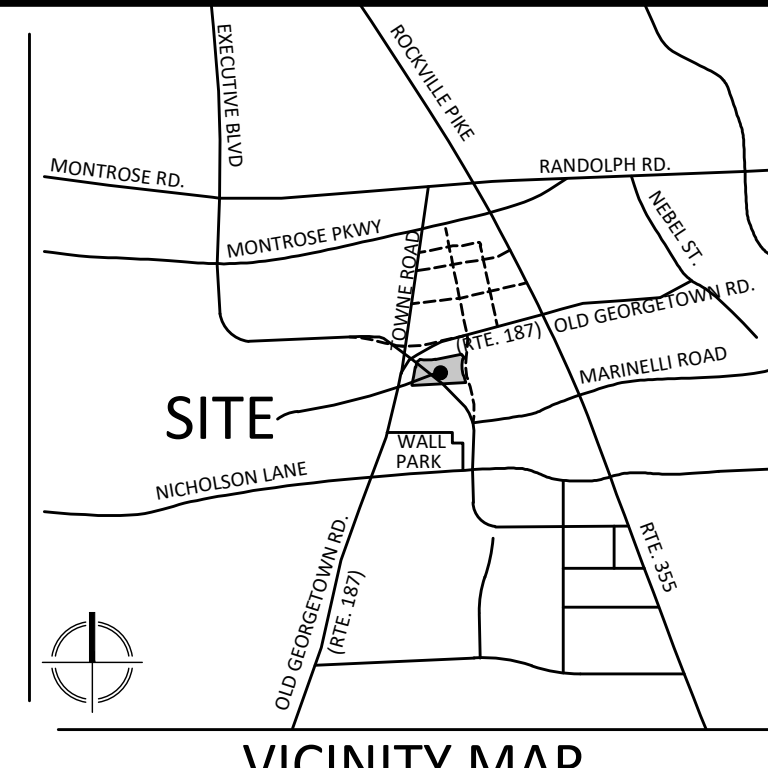 EXECUTIVE BLVD
ROCKVILLE PIKE
MONTROSE RD.
RANDOLPH RD.
MONTROSE PKWY
TOWNE ROAD
NEBEL ST.
(RTE. 187)
OLD GEORGETOWN RD.
MARINELLI ROAD
SITE
WALL
PARK
NICHOLSON LANE
OLD GEORGETOWN RD.
(RTE. 187)
RTE. 355
VICINITY MAP